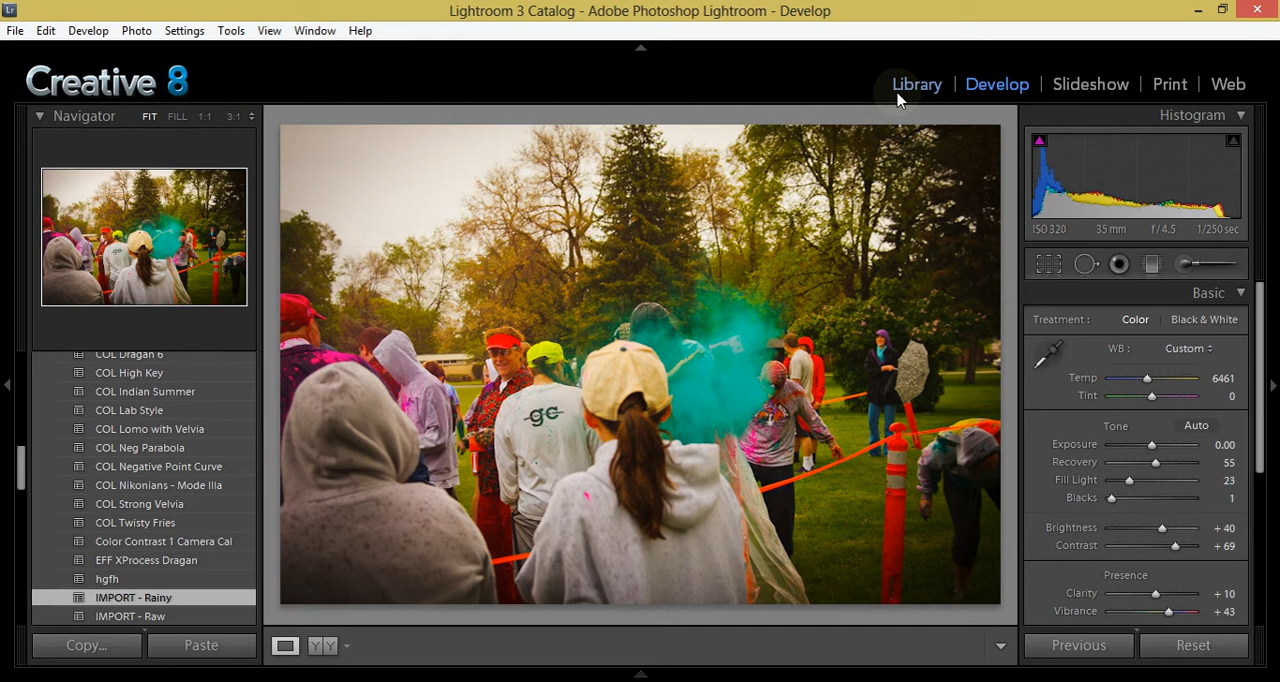 Lr
Lightroom 3 Catalog - Adobe Photoshop Lightroom - Develop
File Edit Develop Photo Settings Tools View Window Help
Creative 8
Library | Develop | Slideshow | Print | Web
Navigator FIT FILL 1:1 3:1
COL Dragan 6
COL High Key
COL Indian Summer
COL Lab Style
COL Lomo with Velvia
COL Neg Parabola
COL Negative Point Curve
COL Nikonians - Mode IIIa
COL Strong Velvia
COL Twisty Fries
Color Contrast 1 Camera Cal
EFF XProcess Dragan
hgfh
IMPORT - Rainy
IMPORT - Raw
Copy... Paste
gc
YY
Histogram
ISO 320 35 mm f/4.5 1/250 sec
Basic
Treatment : Color | Black & White
WB : Custom
Temp 6461
Tint 0
Tone Auto
Exposure 0.00
Recovery 55
Fill Light 23
Blacks 1
Brightness + 40
Contrast + 69
Presence
Clarity + 10
Vibrance + 43
Previous Reset